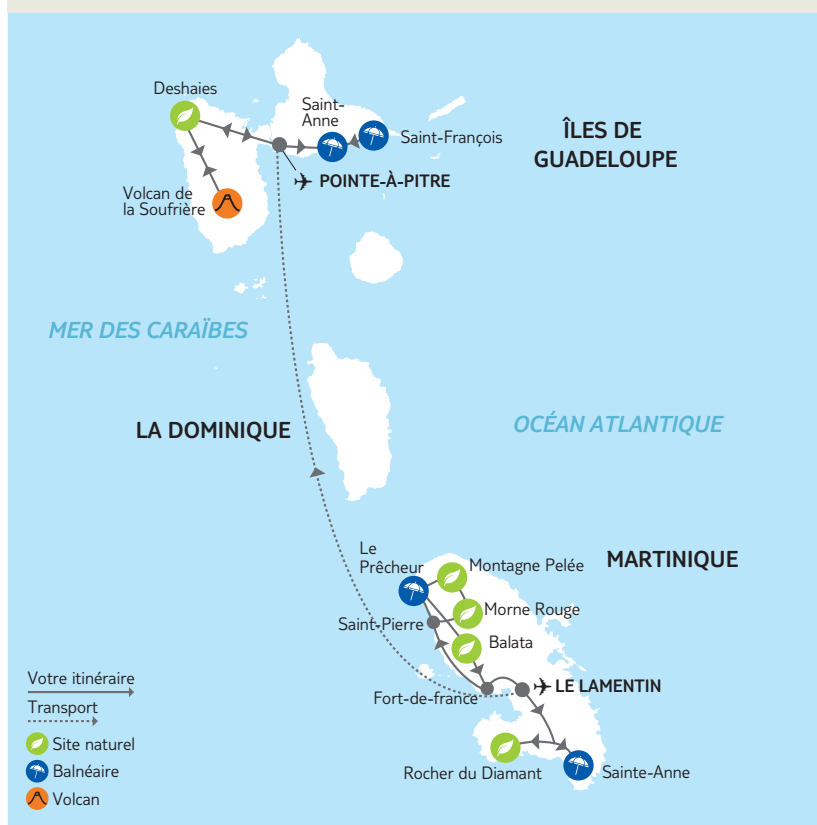 Deshaies
Saint-
Anne
Saint-François
ÎLES DE
GUADELOUPE
POINTE-À-PITRE
Volcan de
la Soufrière
MER DES CARAÏBES
LA DOMINIQUE
OCÉAN ATLANTIQUE
Le
Prêcheur
Montagne Pelée
MARTINIQUE
Morne Rouge
Saint-Pierre
Balata
Fort-de-france
LE LAMENTIN
Rocher du Diamant
Sainte-Anne
Votre itinéraire
Transport
Site naturel
Balnéaire
Volcan